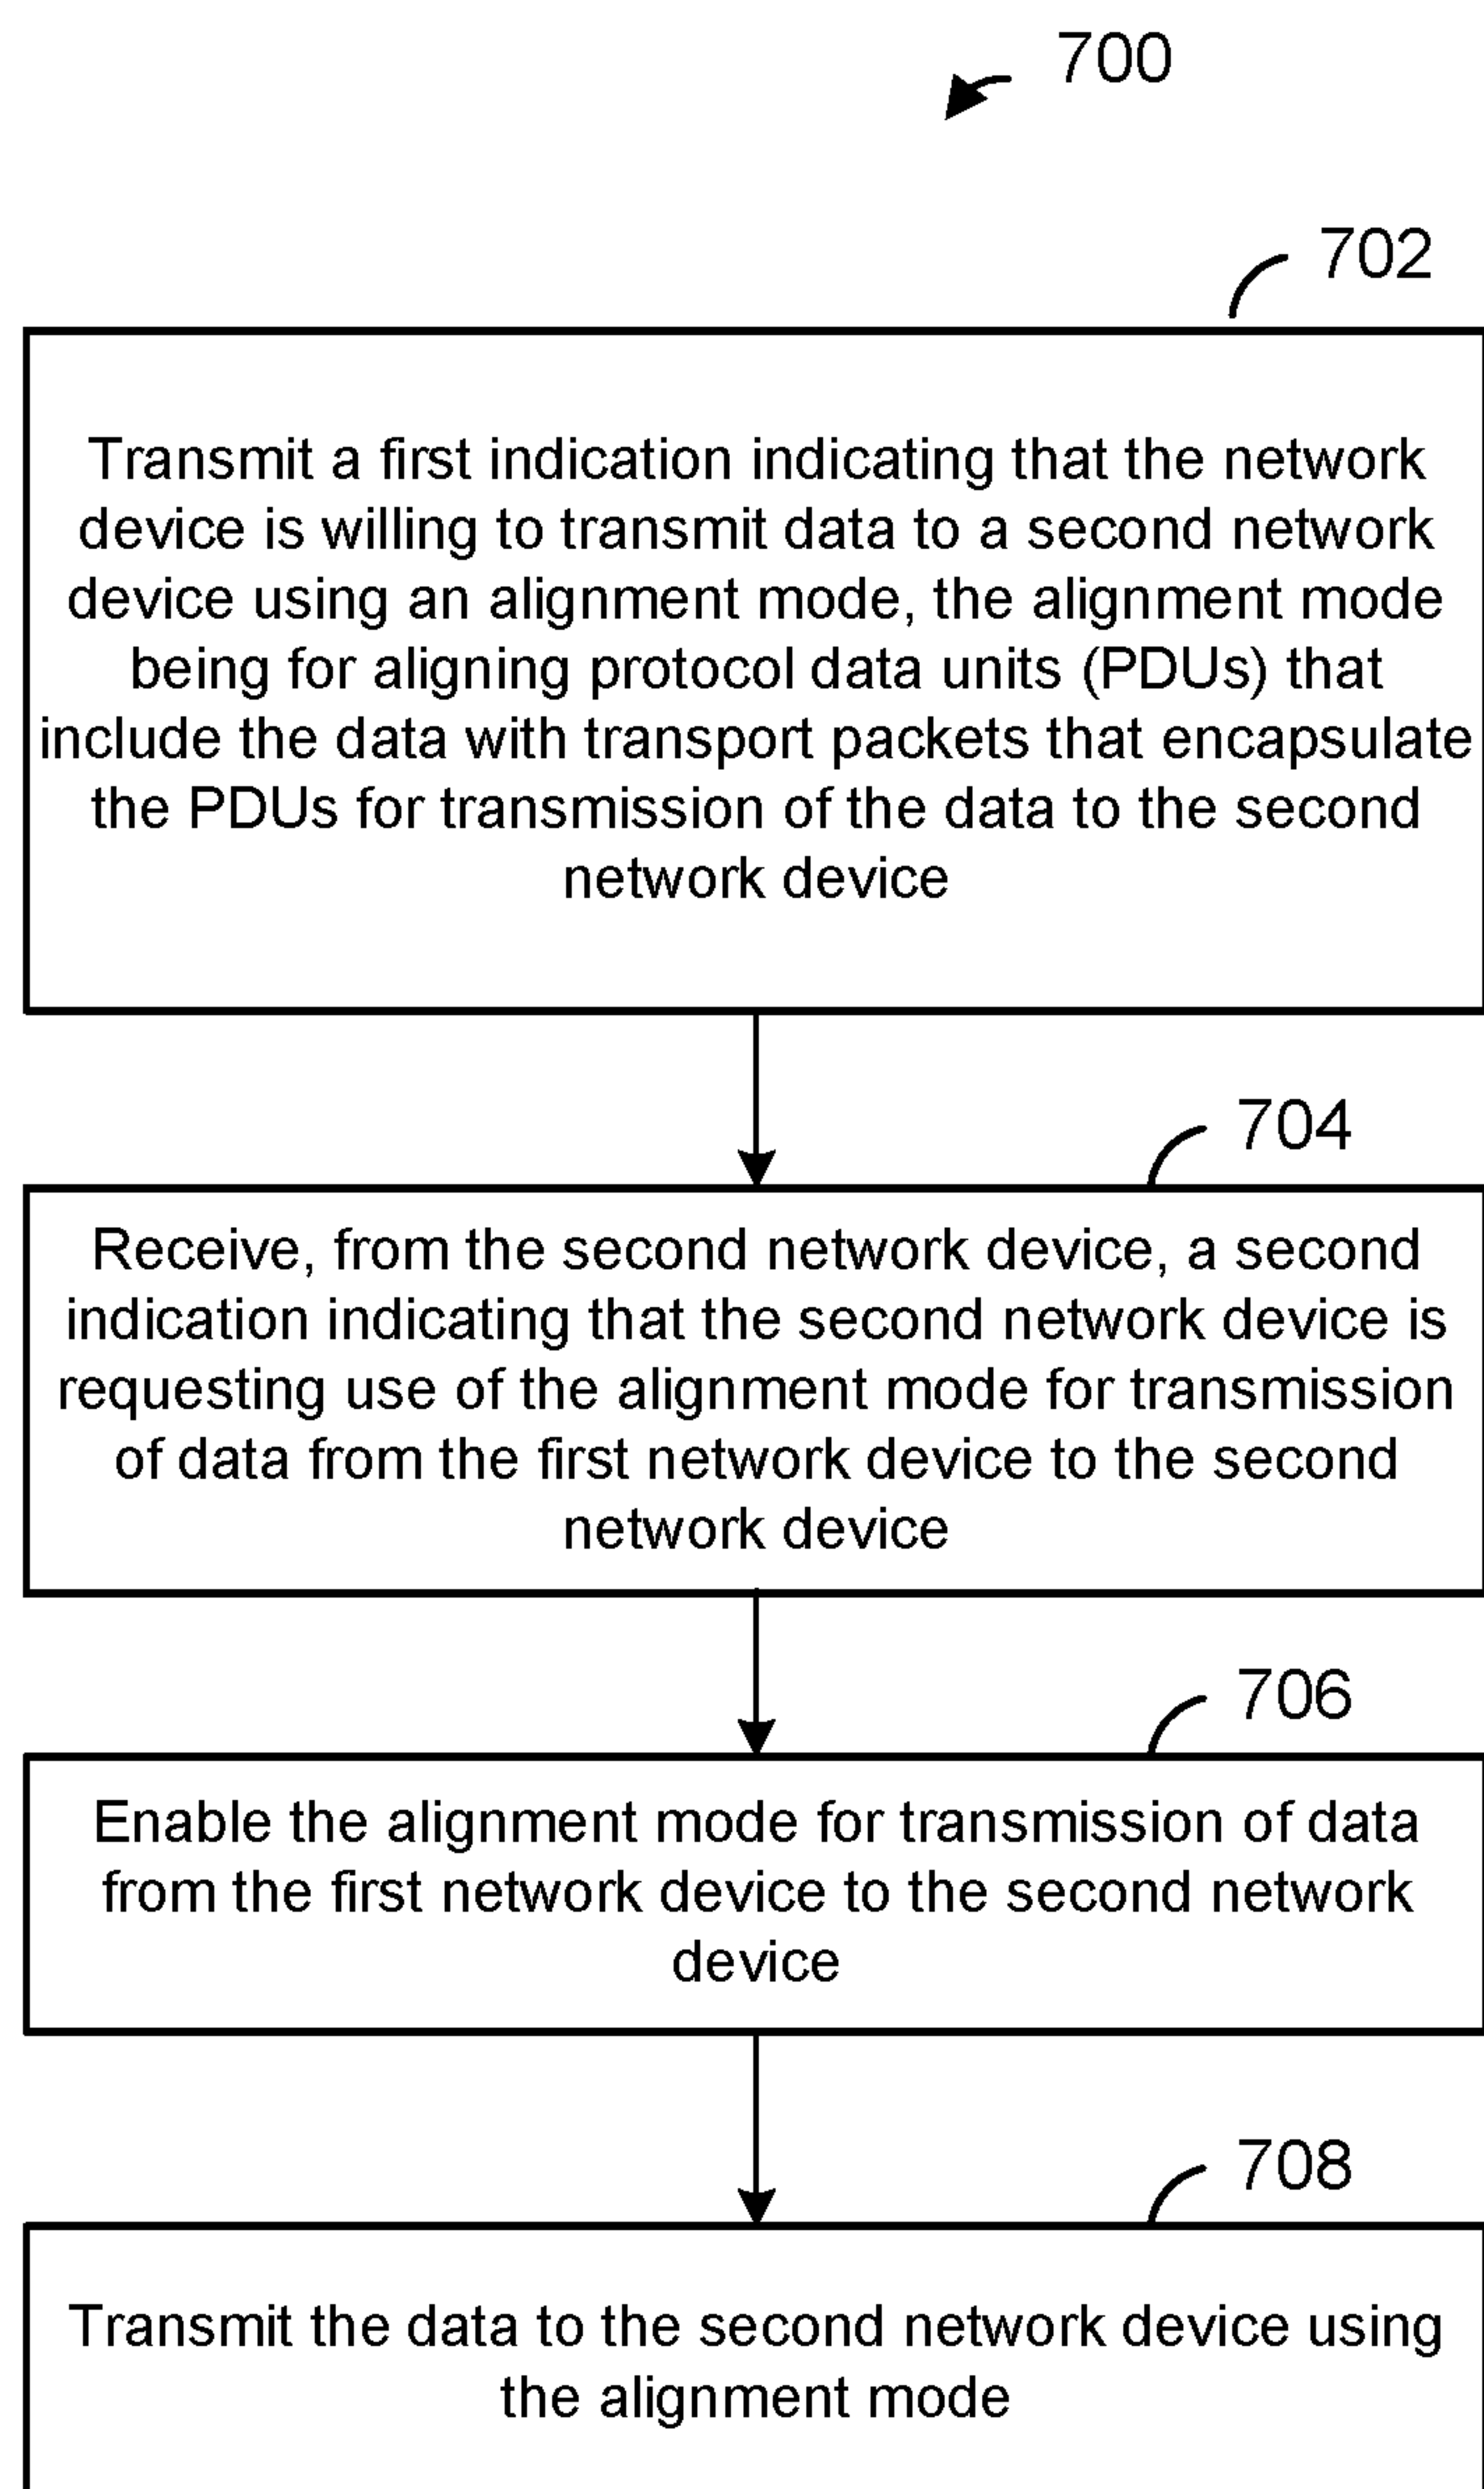 700
702
Transmit a first indication indicating that the network
device is willing to transmit data to a second network
device using an alignment mode, the alignment mode
being for aligning protocol data units (PDUs) that
include the data with transport packets that encapsulate
the PDUs for transmission of the data to the second
network device
704
Receive, from the second network device, a second
indication indicating that the second network device is
requesting use of the alignment mode for transmission
of data from the first network device to the second
network device
706
Enable the alignment mode for transmission of data
from the first network device to the second network
device
708
Transmit the data to the second network device using
the alignment mode